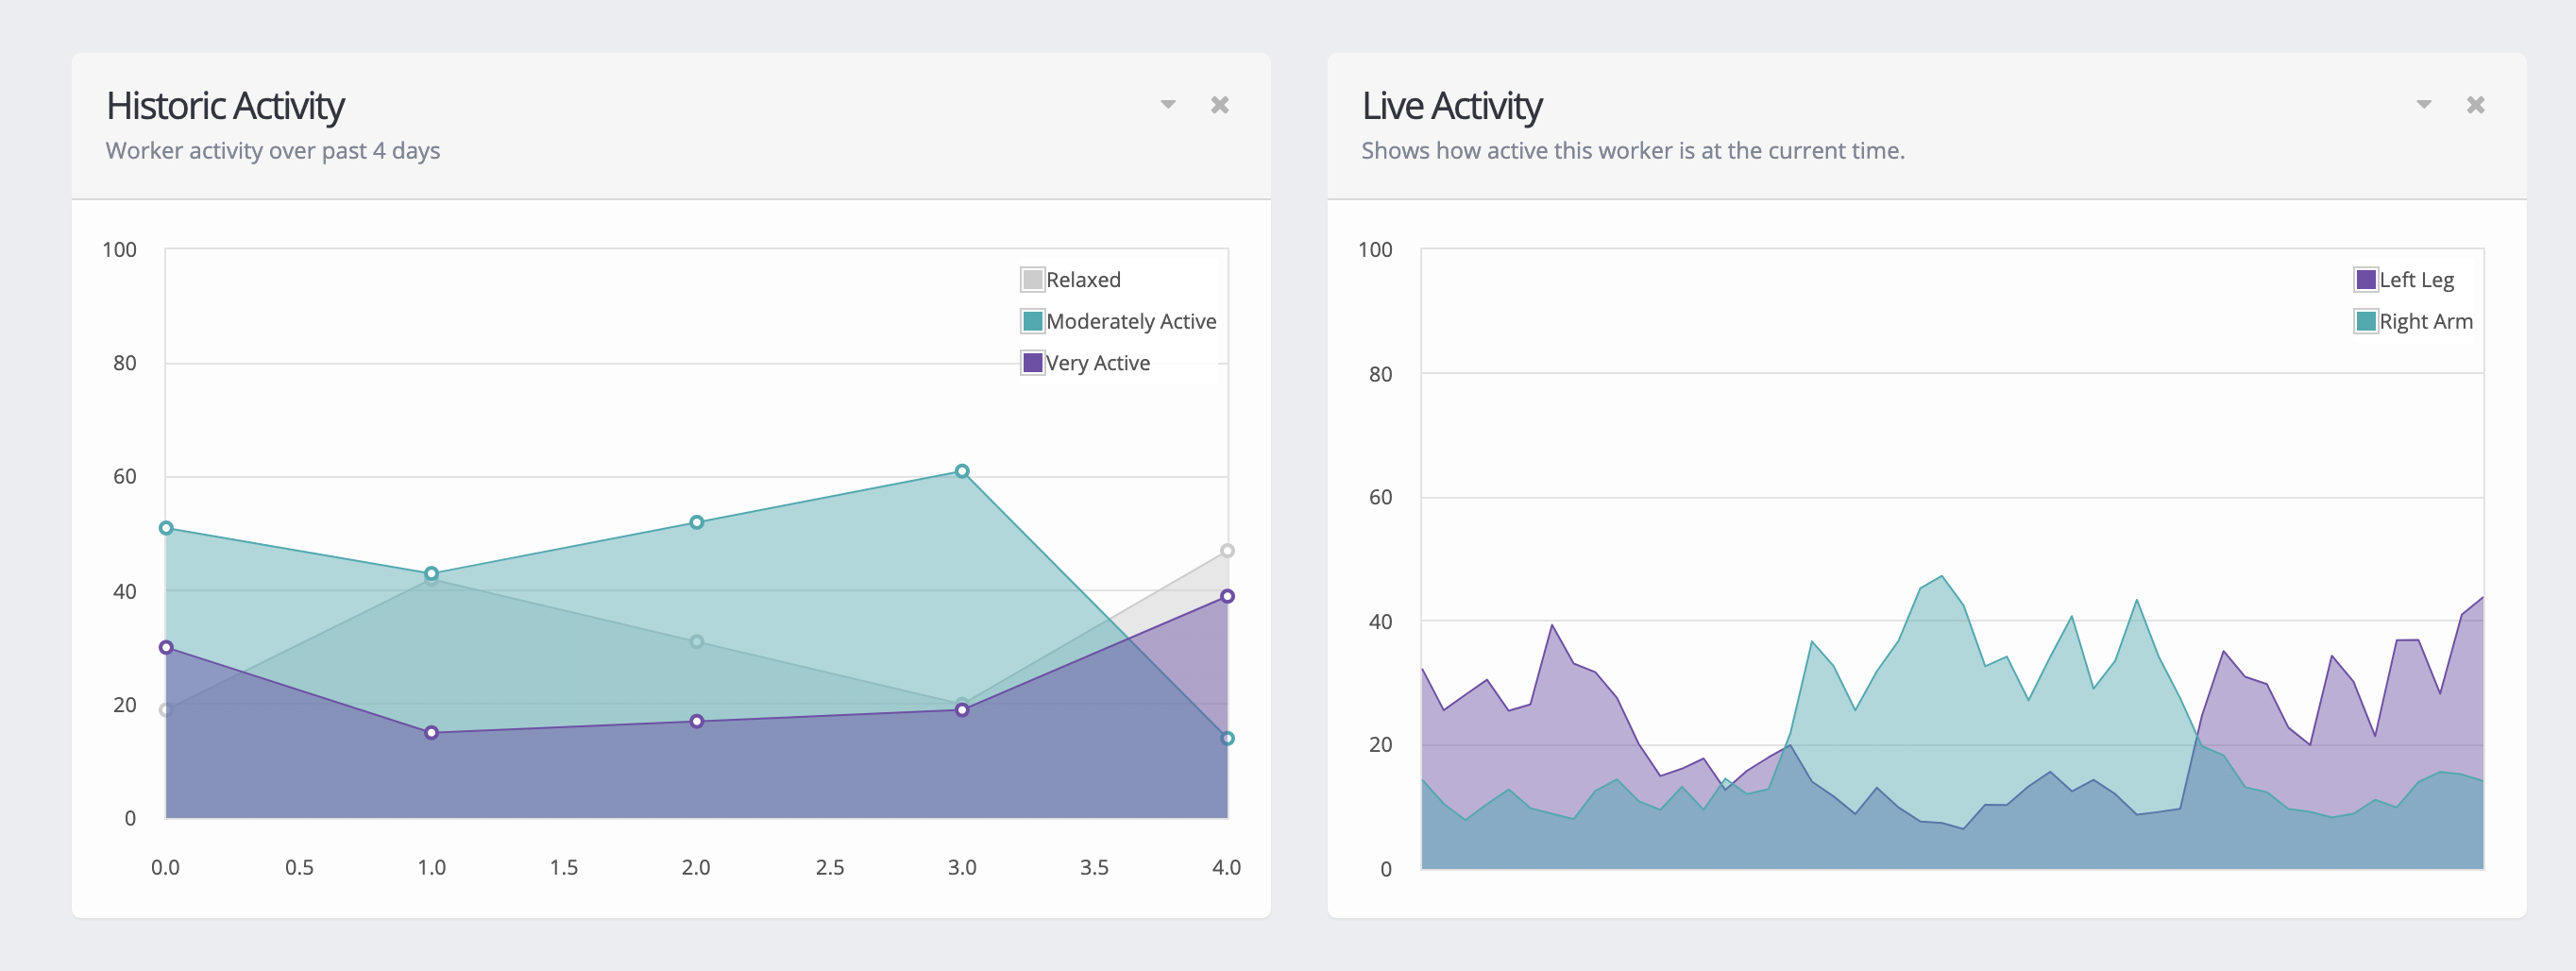 Historic Activity
Worker activity over past 4 days
100
80
60
40
20
0
Relaxed
Moderately Active
Very Active
0.0 0.5 1.0 1.5 2.0 2.5 3.0 3.5 4.0
Live Activity
Shows how active this worker is at the current time.
100
80
60
40
20
0
Left Leg
Right Arm